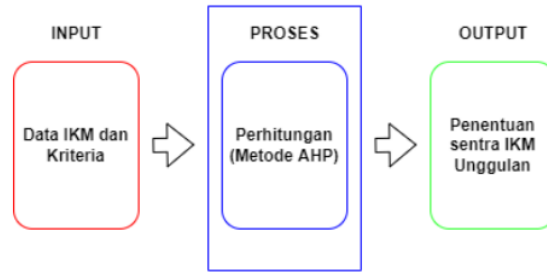 INPUT
PROSES
OUTPUT
Data IKM dan
Kriteria
Perhitungan
(Metode AHP)
Penentuan
sentra IKM
Unggulan